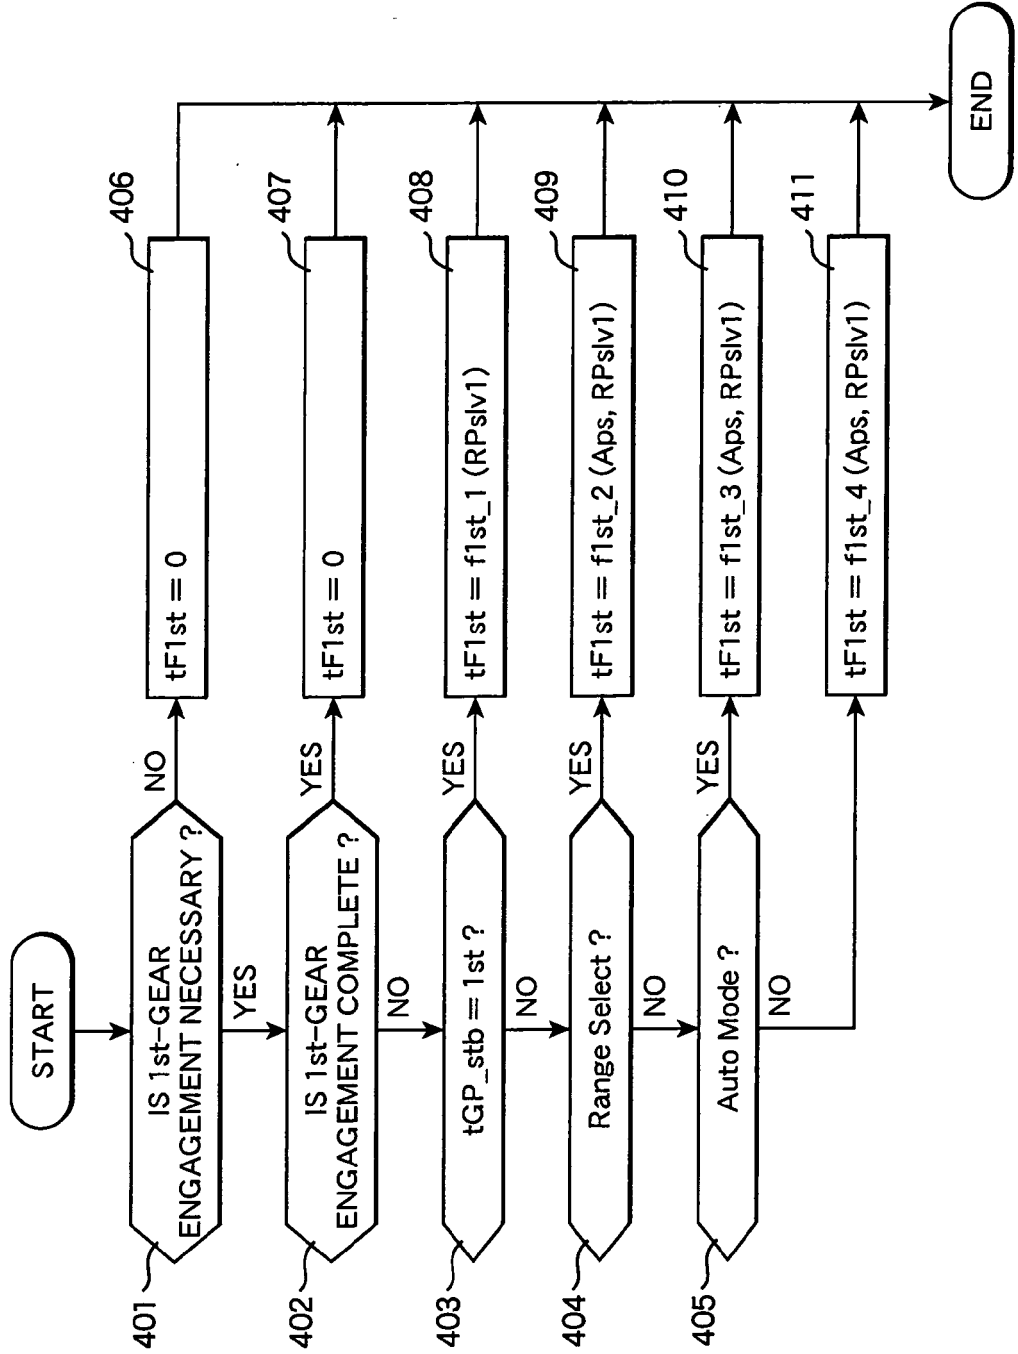 START
401
IS 1st-GEAR
ENGAGEMENT NECESSARY ?
NO
406
tF1st = 0
YES
402
IS 1st-GEAR
ENGAGEMENT COMPLETE ?
YES
407
tF1st = 0
NO
403
tGP_stb = 1st ?
YES
408
tF1st = f1st_1 (RPslv1)
NO
404
Range Select ?
YES
409
tF1st = f1st_2 (Aps, RPslv1)
NO
405
Auto Mode ?
YES
410
tF1st = f1st_3 (Aps, RPslv1)
NO
411
tF1st = f1st_4 (Aps, RPslv1)
END